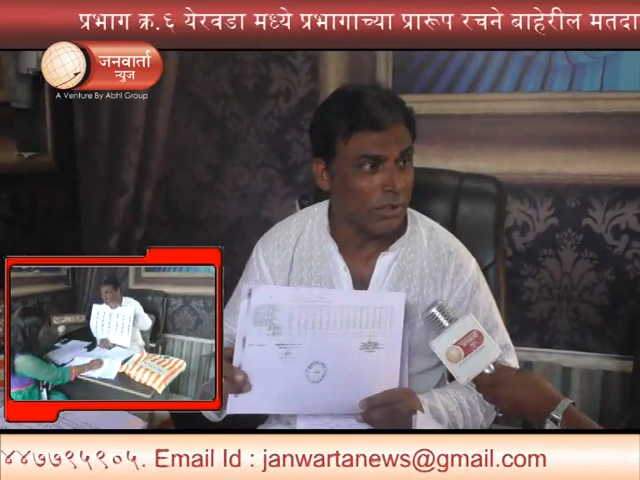 प्रभाग क्र.६ येरवडा मध्ये प्रभागाच्या प्रारूप रचने बाहेरील मतदा
जनवार्ता
न्युज
A Venture By Abhi Group
४४७७९५९०५. Email Id : janwartanews@gmail.com